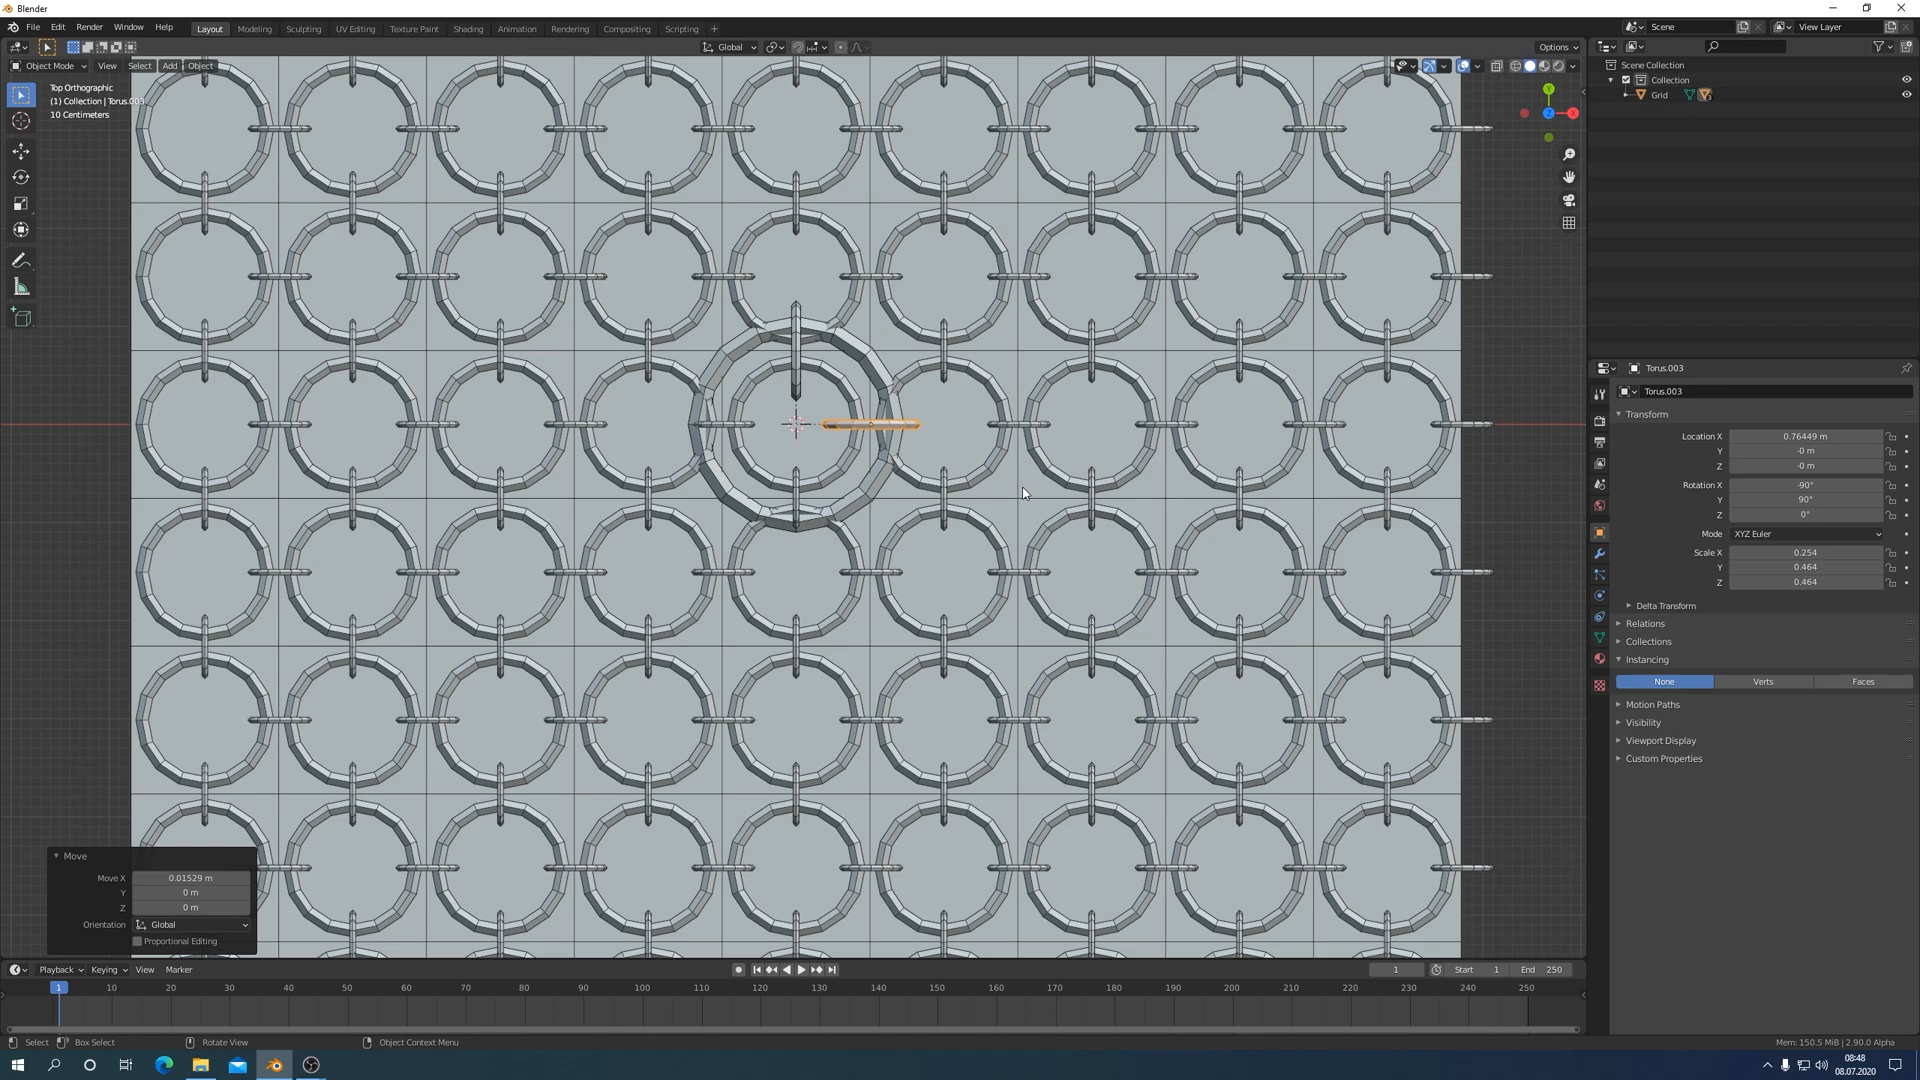 Blender
File Edit Render Window Help
Layout Modeling Sculpting UV Editing Texture Paint Shading Animation Rendering Compositing Scripting +
Scene
View Layer
Global
Options
Object Mode View Select Add Object
Top Orthographic
(1) Collection | Torus.003
10 Centimeters
Y
Z
X
Scene Collection
Collection
Grid
3
Torus.003
Torus.003
Transform
Location X 0.76449 m
Y -0 m
Z -0 m
Rotation X -90°
Y 90°
Z 0°
Mode XYZ Euler
Scale X 0.254
Y 0.464
Z 0.464
Delta Transform
Relations
Collections
Instancing
None Verts Faces
Motion Paths
Visibility
Viewport Display
Custom Properties
Move
Move X 0.01529 m
Y 0 m
Z 0 m
Orientation Global
Proportional Editing
Playback Keying View Marker
1 Start 1 End 250
1 10 20 30 40 50 60 70 80 90 100 110 120 130 140 150 160 170 180 190 200 210 220 230 240 250
Select Box Select Rotate View Object Context Menu
Mem: 150.5 MiB | 2.90.0 Alpha
08:48
08.07.2020